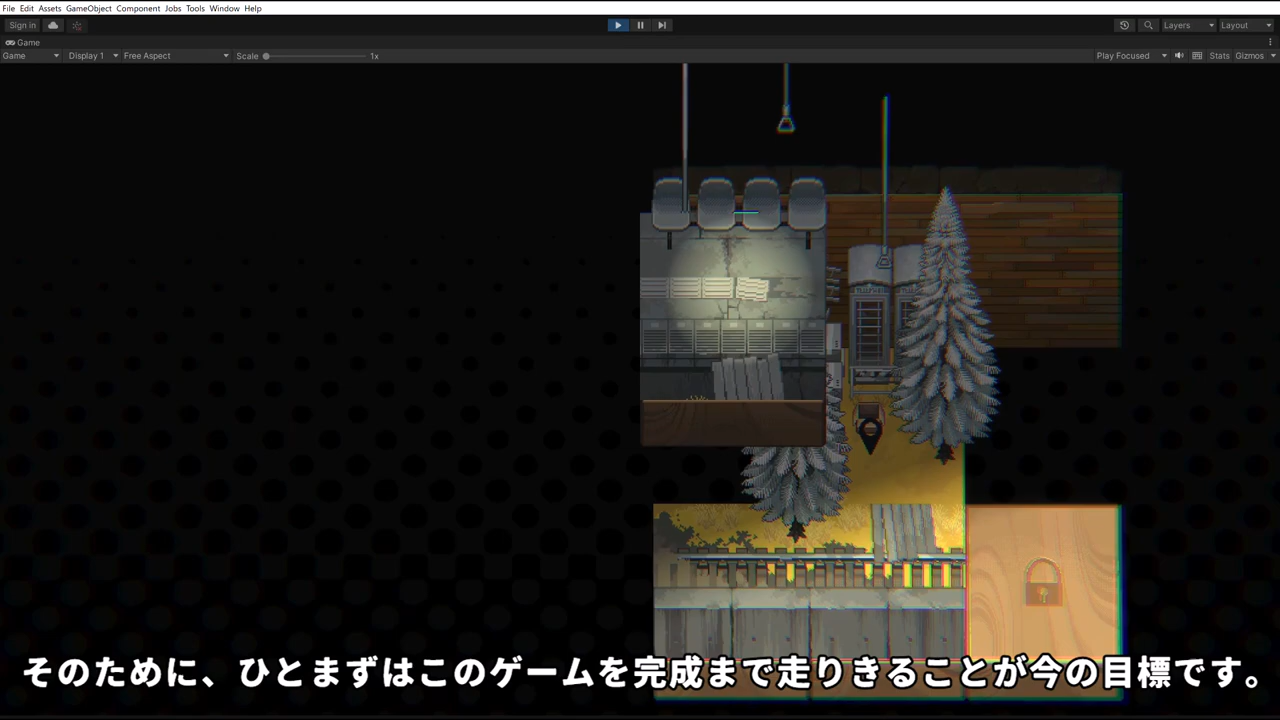 File Edit Assets GameObject Component Jobs Tools Window Help
Sign in Layers Layout
Game
Game Display 1 Free Aspect Scale 1x Play Focused Stats Gizmos
そのために、ひとまずはこのゲームを完成まで走りきることが今の目標です。